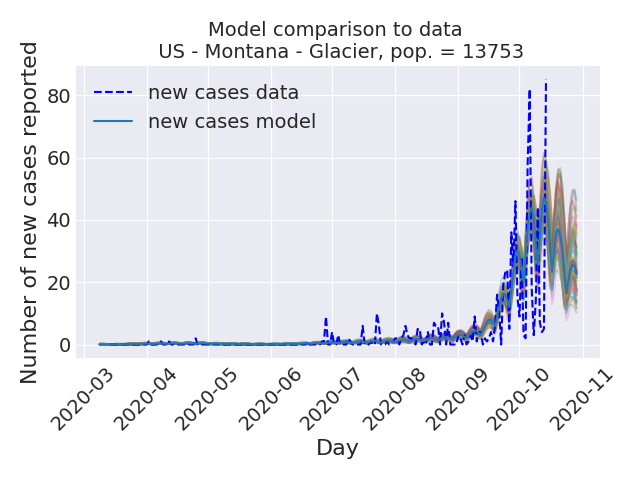 Model comparison to data
US - Montana - Glacier, pop. = 13753
new cases data
new cases model
Number of new cases reported
80
60
40
20
0
2020-03
2020-04
2020-05
2020-06
2020-07
2020-08
2020-09
2020-10
2020-11
Day